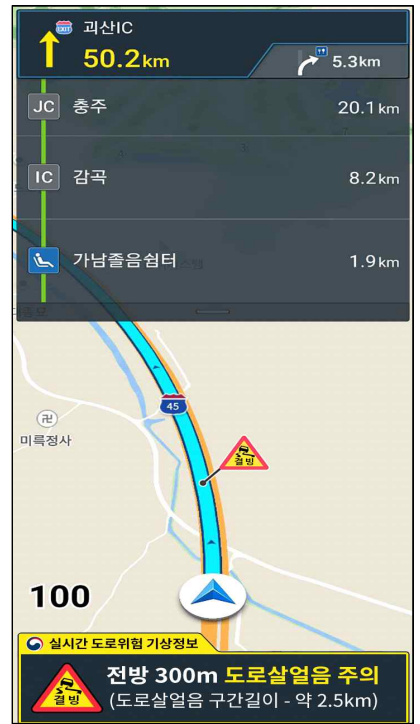 EXIT 괴산IC
50.2km
5.3km
JC 충주 20.1km
IC 감곡 8.2km
가남졸음쉼터 1.9km
45
卍
미륵정사
결빙
100
실시간 도로위험 기상정보
결빙
전방 300m 도로살얼음 주의
(도로살얼음 구간길이 - 약 2.5km)